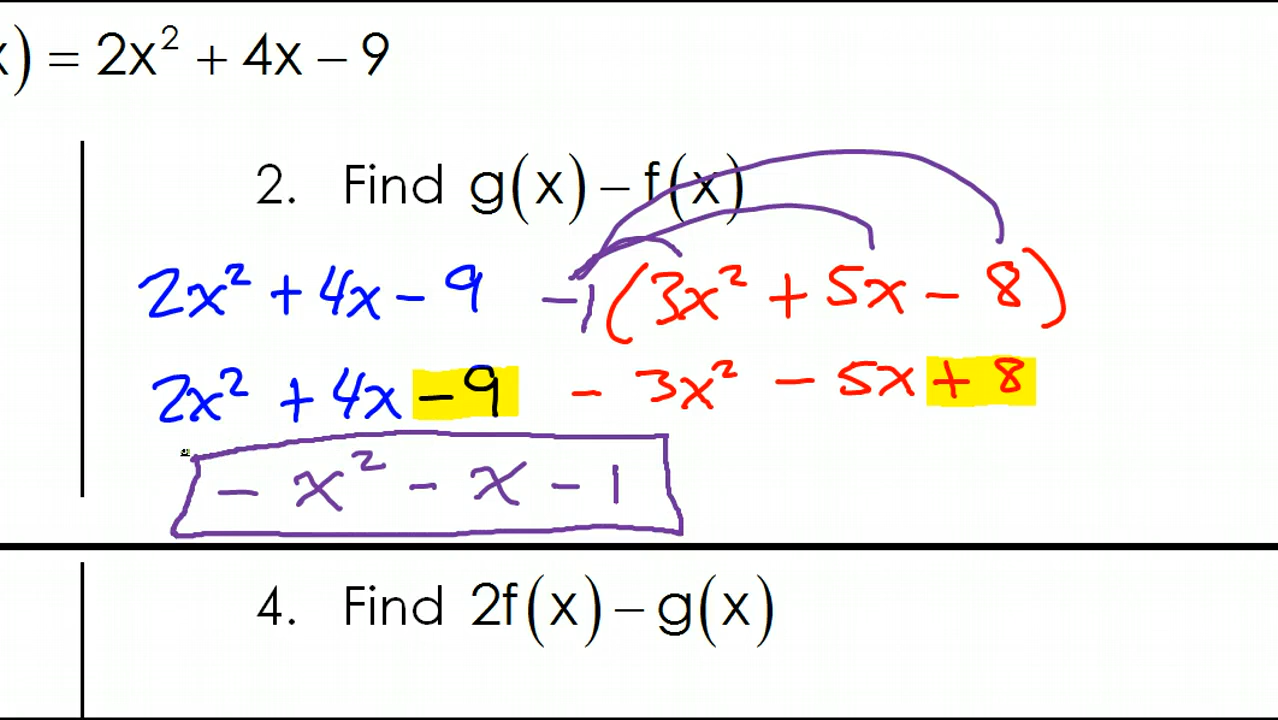 ) = 2x² + 4x − 9
2. Find g(x) − f(x)
2x² + 4x − 9 −1(3x² + 5x − 8)
2x² + 4x − 9 − 3x² − 5x + 8
− x² − x − 1
4. Find 2f(x) − g(x)